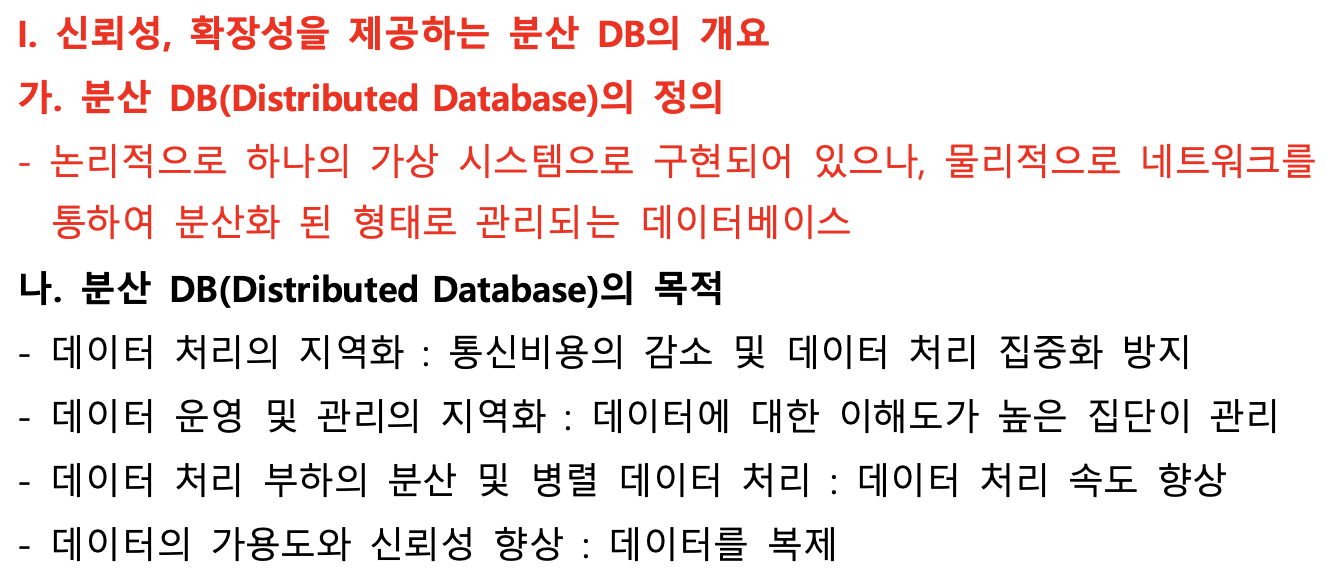 I. 신뢰성, 확장성을 제공하는 분산 DB의 개요
가. 분산 DB(Distributed Database)의 정의
- 논리적으로 하나의 가상 시스템으로 구현되어 있으나, 물리적으로 네트워크를
통하여 분산화 된 형태로 관리되는 데이터베이스
나. 분산 DB(Distributed Database)의 목적
- 데이터 처리의 지역화 : 통신비용의 감소 및 데이터 처리 집중화 방지
- 데이터 운영 및 관리의 지역화 : 데이터에 대한 이해도가 높은 집단이 관리
- 데이터 처리 부하의 분산 및 병렬 데이터 처리 : 데이터 처리 속도 향상
- 데이터의 가용도와 신뢰성 향상 : 데이터를 복제